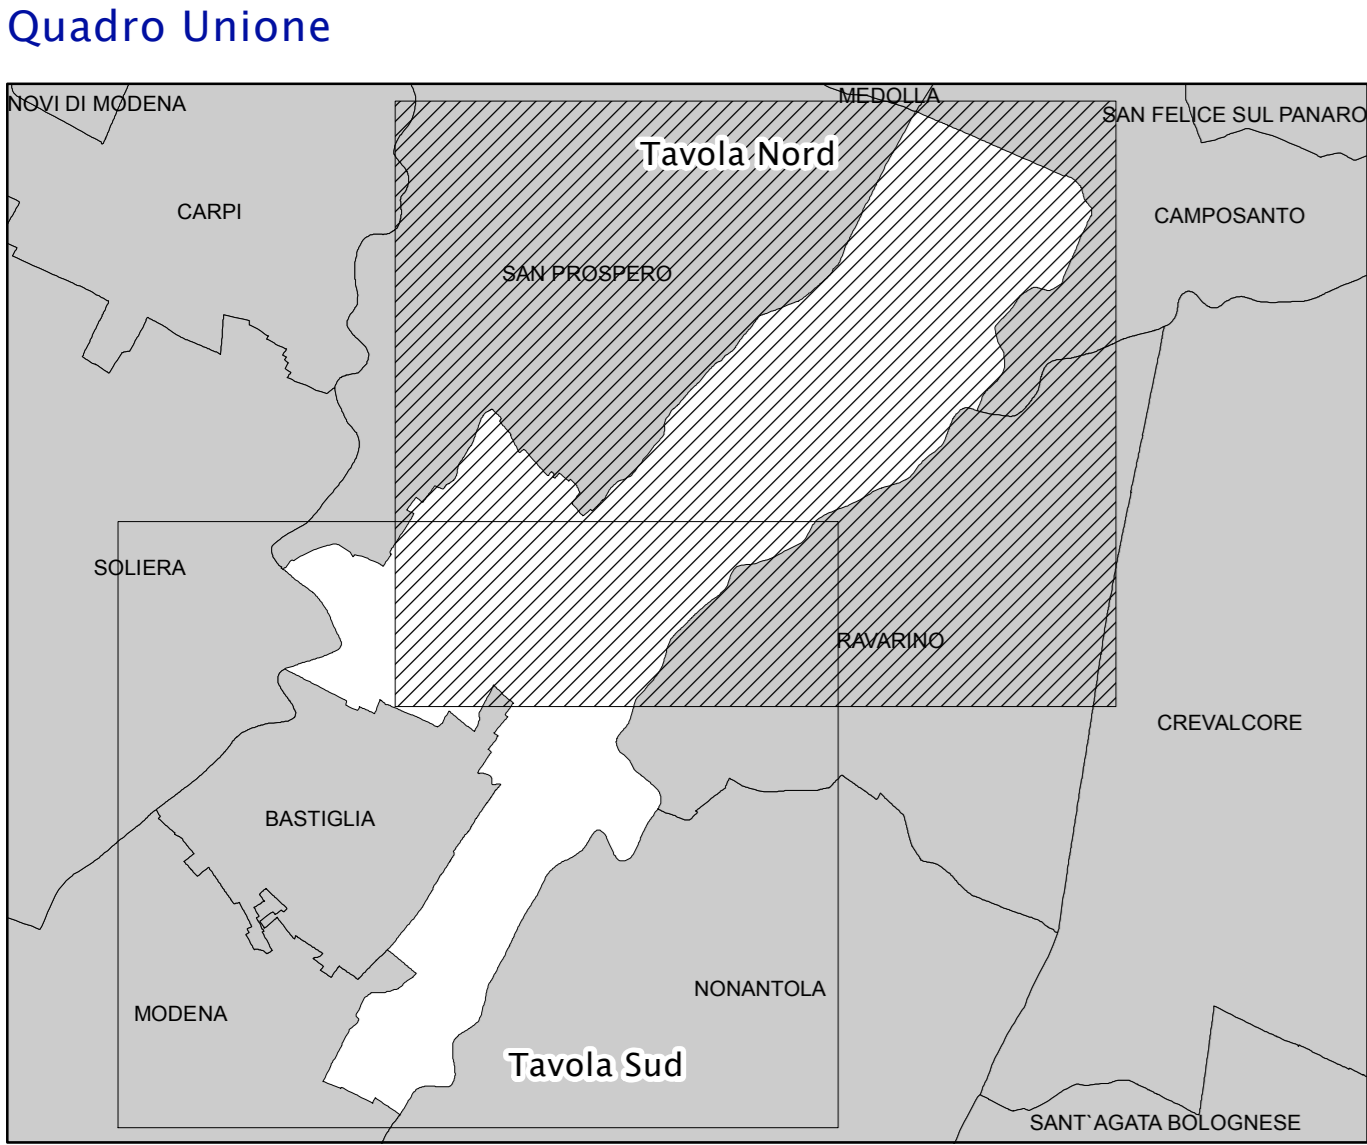 Quadro Unione
MEDOLLA
NOVI DI MODENA
SAN FELICE SUL PANARO
Tavola Nord
CARPI
CAMPOSANTO
SAN PROSPERO
SOLIERA
RAVARINO
CREVALCORE
BASTIGLIA
NONANTOLA
MODENA
Tavola Sud
SANT`AGATA BOLOGNESE